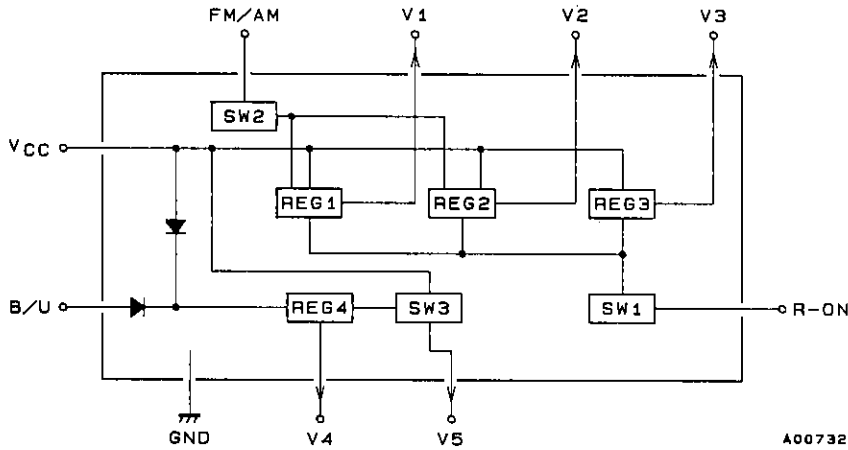 FM/AM V1 V2 V3
SW2
VCC
REG1 REG2 REG3
B/U REG4 SW3 SW1 R-ON
GND V4 V5 A00732